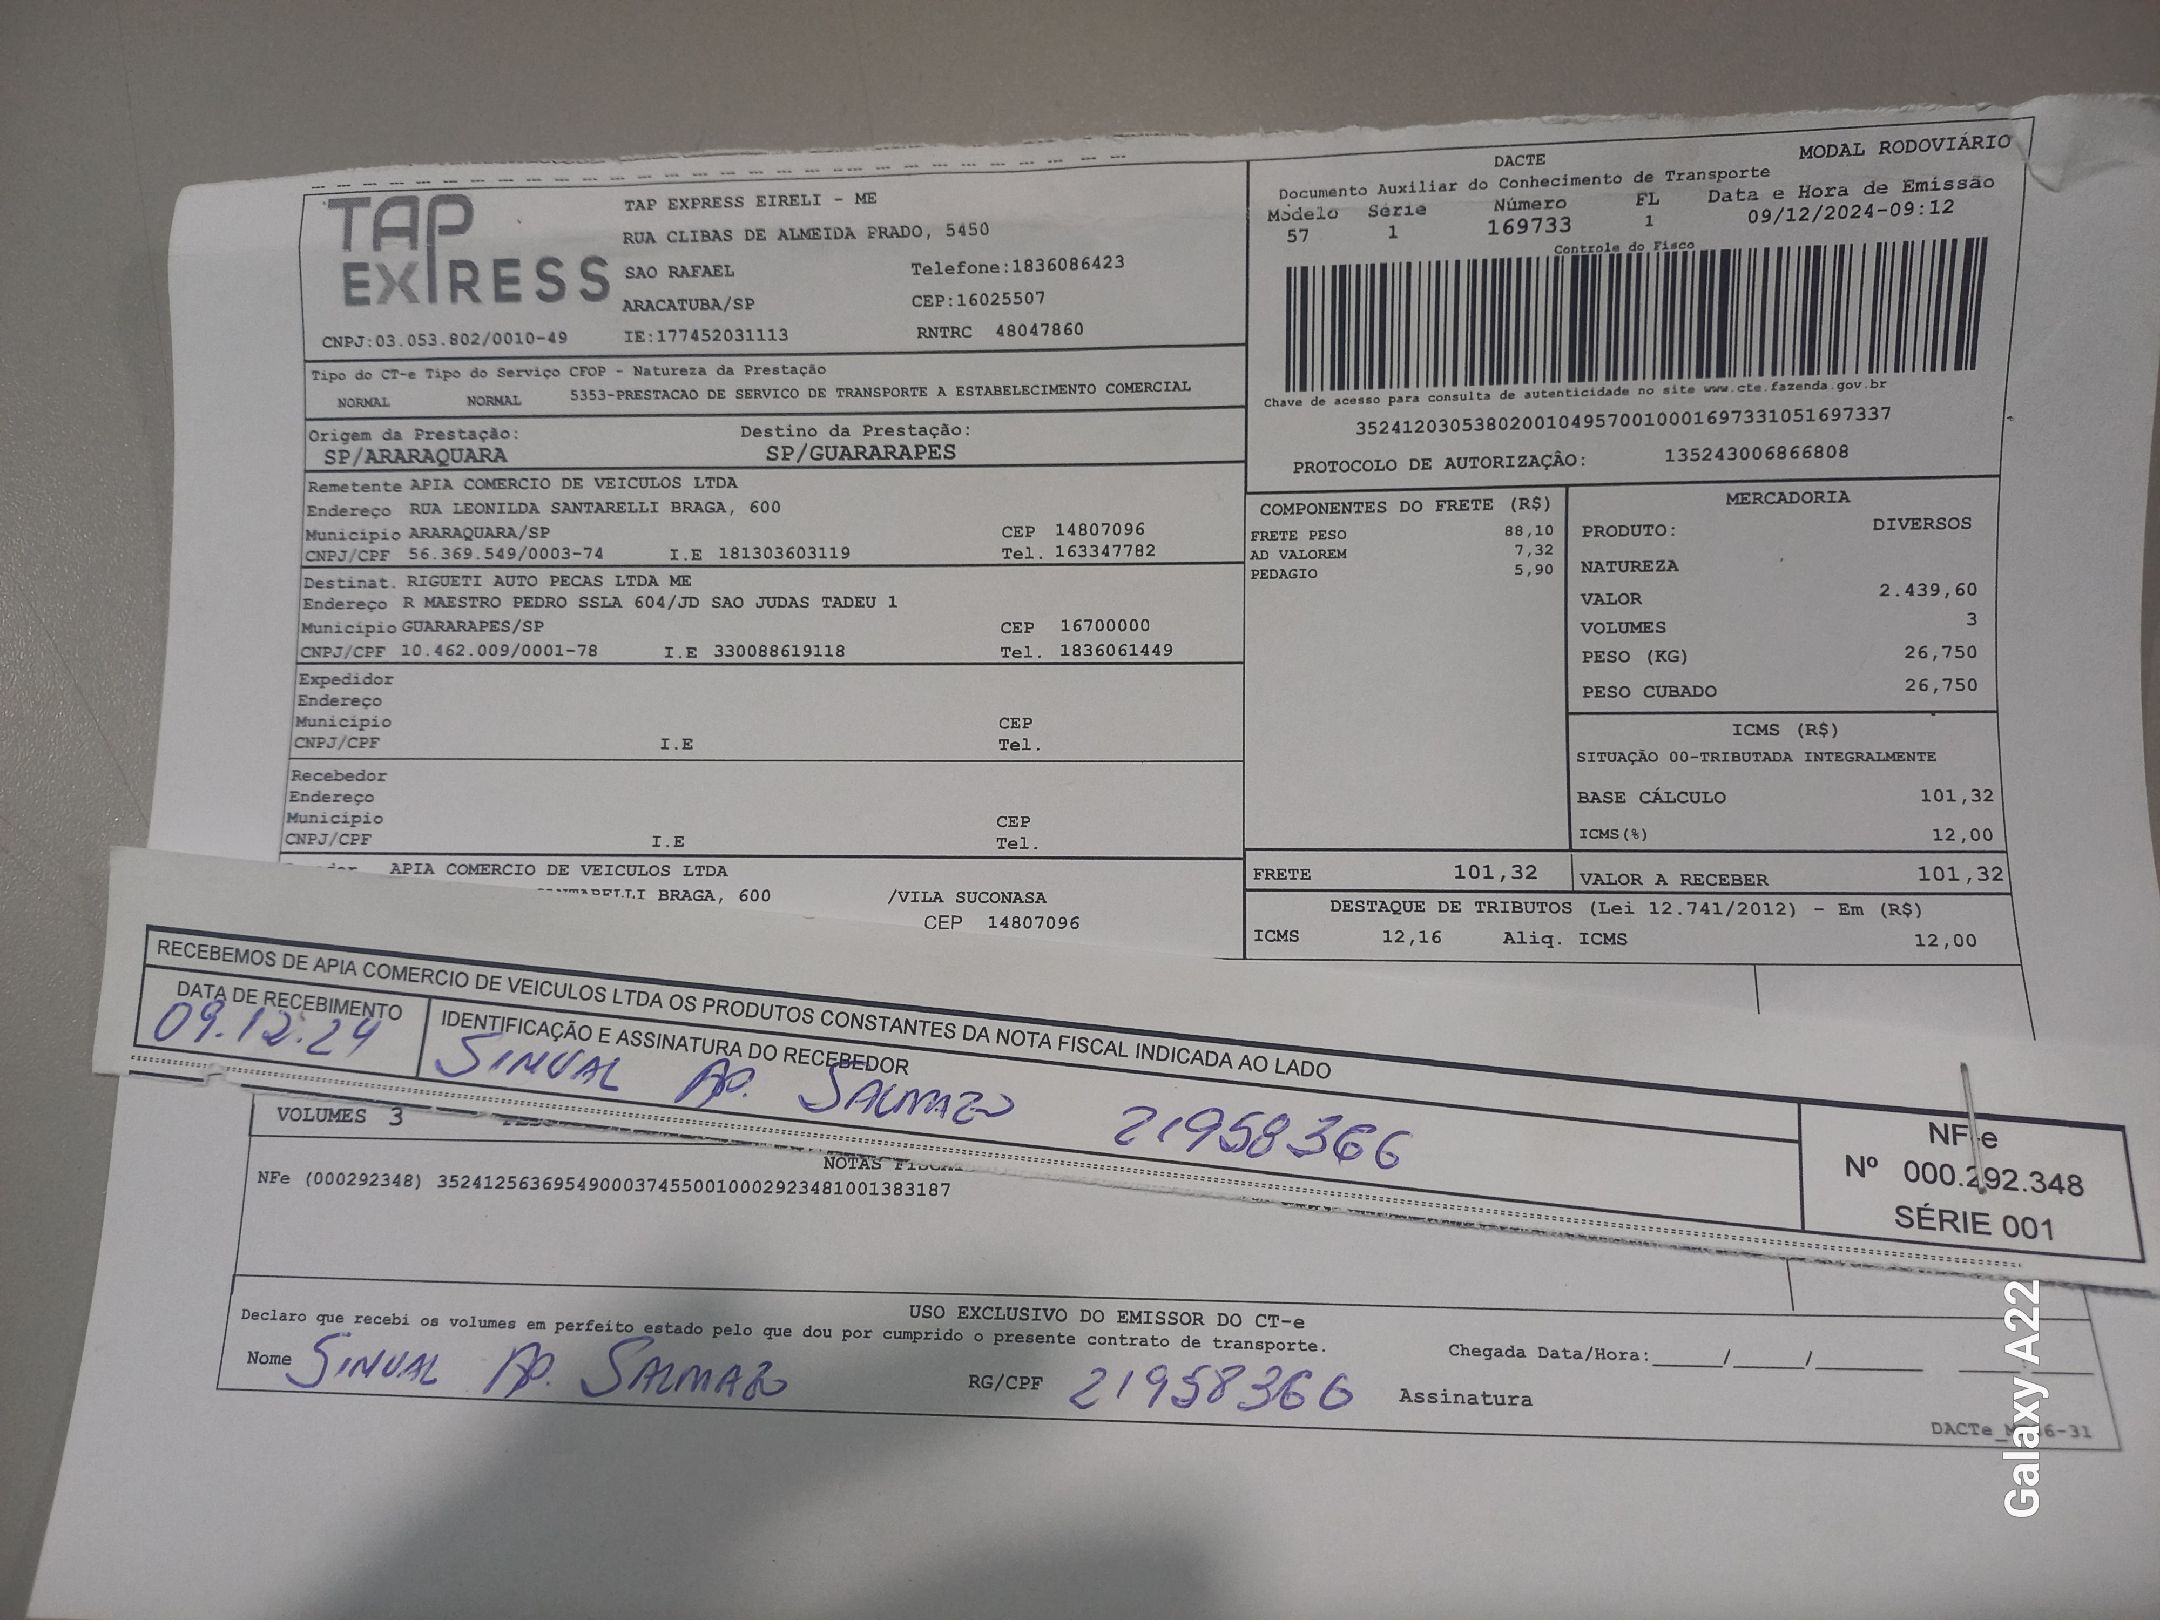 TAP EXPRESS
TAP EXPRESS EIRELI - ME
RUA CLIBAS DE ALMEIDA PRADO, 5450
SAO RAFAEL Telefone:1836086423
ARACATUBA/SP CEP:16025507
CNPJ:03.053.802/0010-49 IE:177452031113 RNTRC 48047860
Tipo do CT-e Tipo do Serviço CFOP - Natureza da Prestação
NORMAL NORMAL 5353-PRESTACAO DE SERVICO DE TRANSPORTE A ESTABELECIMENTO COMERCIAL
Origem da Prestação: Destino da Prestação:
SP/ARARAQUARA SP/GUARARAPES
Remetente APIA COMERCIO DE VEICULOS LTDA
Endereço RUA LEONILDA SANTARELLI BRAGA, 600
Município ARARAQUARA/SP CEP 14807096
CNPJ/CPF 56.369.549/0003-74 I.E 181303603119 Tel. 163347782
Destinat. RIGUETI AUTO PECAS LTDA ME
Endereço R MAESTRO PEDRO SSLA 604/JD SAO JUDAS TADEU 1
Município GUARARAPES/SP CEP 16700000
CNPJ/CPF 10.462.009/0001-78 I.E 330088619118 Tel. 1836061449
Expedidor
Endereço
Município CEP
CNPJ/CPF I.E Tel.
Recebedor
Endereço
Município CEP
CNPJ/CPF I.E Tel.
APIA COMERCIO DE VEICULOS LTDA
BRAGA, 600 /VILA SUCONASA
CEP 14807096
DACTE MODAL RODOVIÁRIO
Documento Auxiliar do Conhecimento de Transporte
Modelo Série Número FL Data e Hora de Emissão
57 1 169733 1 09/12/2024-09:12
Controle do Fisco
Chave de acesso para consulta de autenticidade no site www.cte.fazenda.gov.br
35241203053802001049570010001697331051697337
PROTOCOLO DE AUTORIZAÇÂO: 135243006866808
COMPONENTES DO FRETE (R$)
FRETE PESO 88,10
AD VALOREM 7,32
PEDAGIO 5,90
MERCADORIA
PRODUTO: DIVERSOS
NATUREZA
VALOR 2.439,60
VOLUMES 3
PESO (KG) 26,750
PESO CUBADO 26,750
ICMS (R$)
SITUAÇÃO 00-TRIBUTADA INTEGRALMENTE
BASE CÁLCULO 101,32
ICMS(%) 12,00
FRETE 101,32 VALOR A RECEBER 101,32
DESTAQUE DE TRIBUTOS (Lei 12.741/2012) - Em (R$)
ICMS 12,16 Aliq. ICMS 12,00
RECEBEMOS DE APIA COMERCIO DE VEICULOS LTDA OS PRODUTOS CONSTANTES DA NOTA FISCAL INDICADA AO LADO
DATA DE RECEBIMENTO IDENTIFICAÇÃO E ASSINATURA DO RECEBEDOR
09.12.24 SINVAL AP. SALMAZO 21958366
NF-e
Nº 000.292.348
SÉRIE 001
VOLUMES 3
NOTAS
NFe (000292348) 35241256369549000374550010002923481001383187
USO EXCLUSIVO DO EMISSOR DO CT-e
Declaro que recebi os volumes em perfeito estado pelo que dou por cumprido o presente contrato de transporte.
Nome SINVAL AP. SALMAZO RG/CPF 21958366 Assinatura
Chegada Data/Hora:_____/_____/_________
Galaxy A22